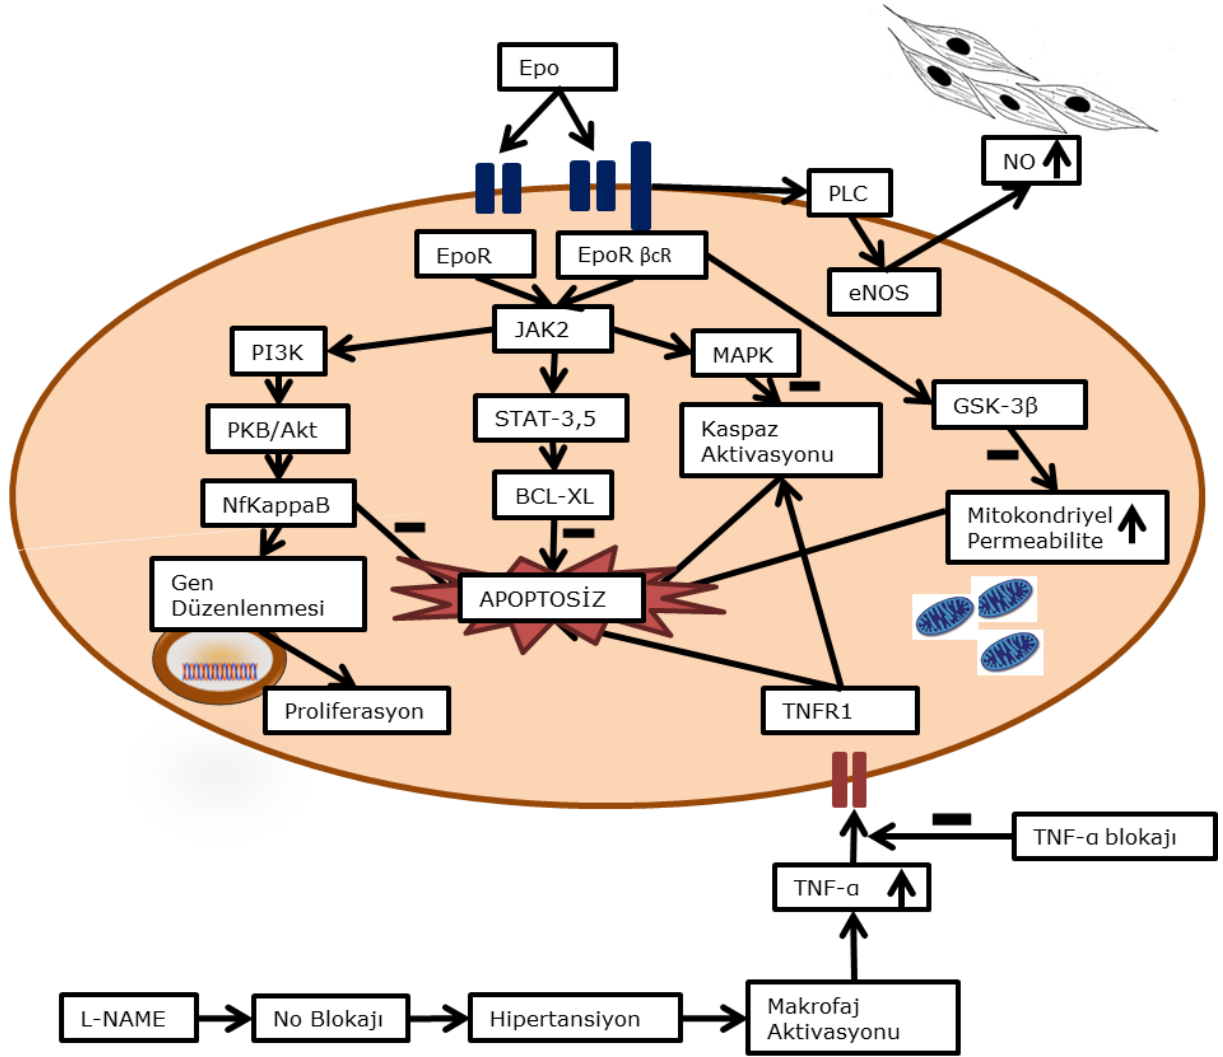 Epo
NO
PLC
EpoR
EpoR βcR
eNOS
JAK2
PI3K
MAPK
GSK-3β
PKB/Akt
STAT-3,5
Kaspaz
Aktivasyonu
NfKappaB
BCL-XL
Mitokondriyel
Permeabilite
Gen
Düzenlenmesi
APOPTOSİZ
Proliferasyon
TNFR1
TNF-α blokajı
TNF-α
L-NAME
No Blokajı
Hipertansiyon
Makrofaj
Aktivasyonu